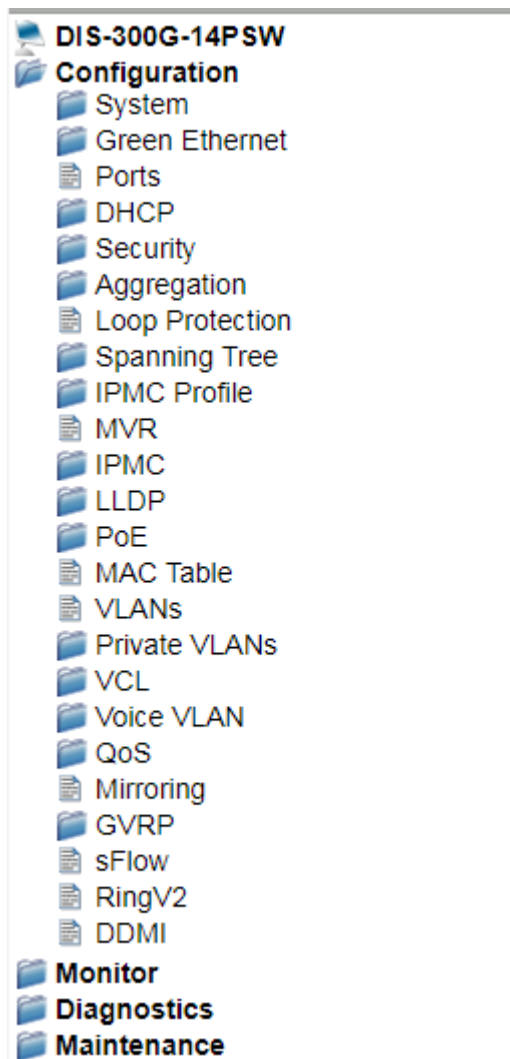 DIS-300G-14PSW
Configuration
System
Green Ethernet
Ports
DHCP
Security
Aggregation
Loop Protection
Spanning Tree
IPMC Profile
MVR
IPMC
LLDP
PoE
MAC Table
VLANs
Private VLANs
VCL
Voice VLAN
QoS
Mirroring
GVRP
sFlow
RingV2
DDMI
Monitor
Diagnostics
Maintenance